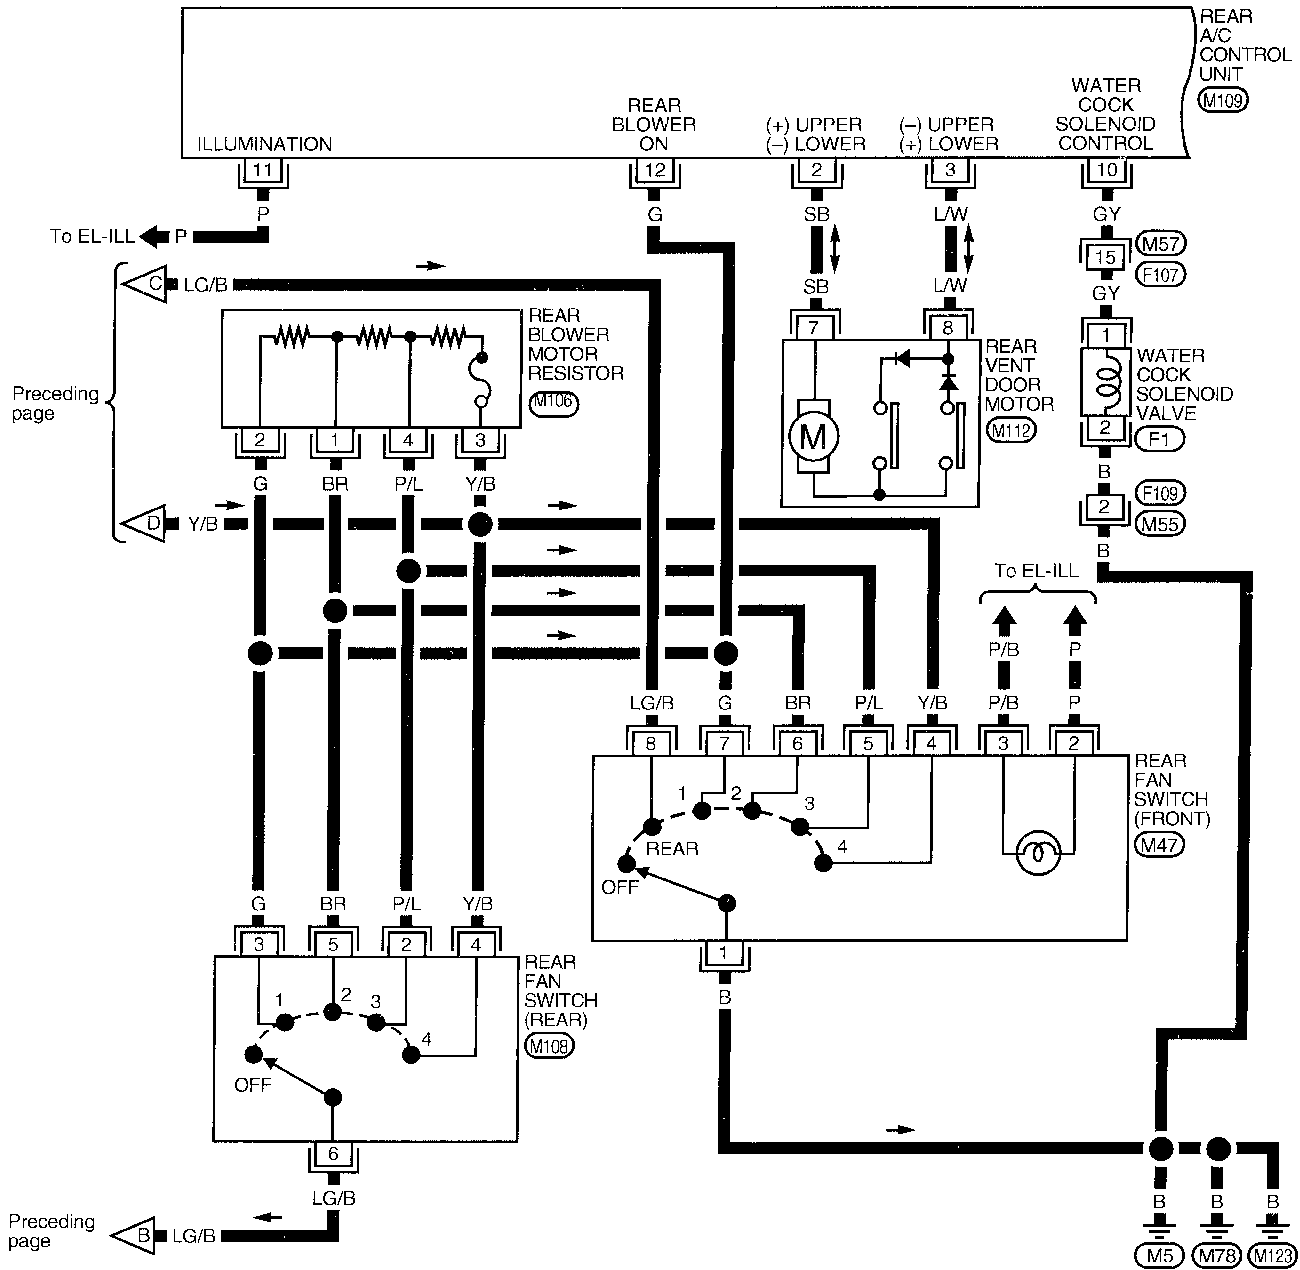 REAR
A/C
CONTROL
UNIT
M109
WATER
COCK
SOLENOID
CONTROL
REAR
BLOWER
ON
(+) UPPER
(–) LOWER
(–) UPPER
(+) LOWER
ILLUMINATION
11
12
2
3
10
P
G
SB
L/W
GY
To EL-ILL
P
M57
15
F107
C
LG/B
SB
L/W
GY
REAR
BLOWER
MOTOR
RESISTOR
M106
7
8
1
REAR
VENT
DOOR
MOTOR
M112
M
WATER
COCK
SOLENOID
VALVE
F1
2
Preceding
page
2
1
4
3
G
BR
P/L
Y/B
B
F109
2
M55
D
Y/B
B
To EL-ILL
P/B
P
LG/B
G
BR
P/L
Y/B
P/B
P
8
7
6
5
4
3
2
REAR
FAN
SWITCH
(FRONT)
M47
1
2
3
4
REAR
OFF
1
B
G
BR
P/L
Y/B
3
5
2
4
REAR
FAN
SWITCH
(REAR)
M108
1
2
3
4
OFF
6
LG/B
Preceding
page
B
LG/B
B
B
B
M5
M78
M123